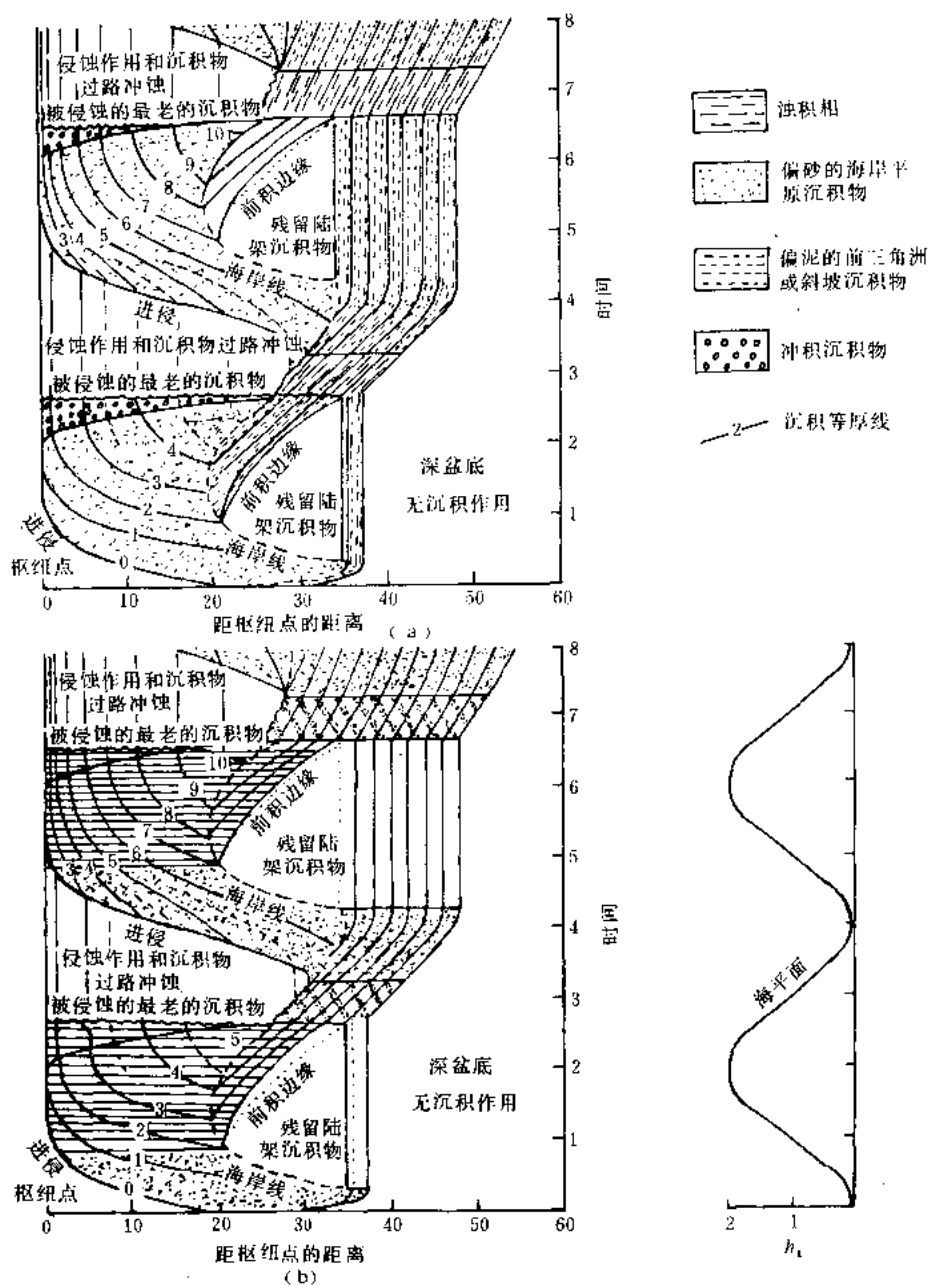 侵蚀作用和沉积物
过路冲蚀
被侵蚀的最老的沉积物
10
9
8
7
6
5
3 4
前积边缘
残留陆
架沉积物
海岸线
进侵
侵蚀作用和沉积物过路冲蚀
被侵蚀的最老的沉积物
4
3
2
1
0
前积边缘
残留陆
架沉积物
海岸线
进侵
枢纽点
深盆底
无沉积作用
8
7
6
5
4
3
2
1
时间
0 10 20 30 40 50 60
距枢纽点的距离
(a)
浊积相
偏砂的海岸平
原沉积物
偏泥的前三角洲
或斜坡沉积物
冲积沉积物
2
沉积等厚线
侵蚀作用和沉积物
过路冲蚀
被侵蚀的最老的沉积物
10
9
8
7
6
5
3 4
前积边缘
残留陆
架沉积物
海岸线
进侵
侵蚀作用和沉积物
过路冲蚀
被侵蚀的最老的沉积物
5
4
3
2
1
0
前积边缘
残留陆
架沉积物
海岸线
进侵
枢纽点
深盆底
无沉积作用
8
7
6
5
4
3
2
1
时间
0 10 20 30 40 50 60
距枢纽点的距离
(b)
海平面
2 1
h₁